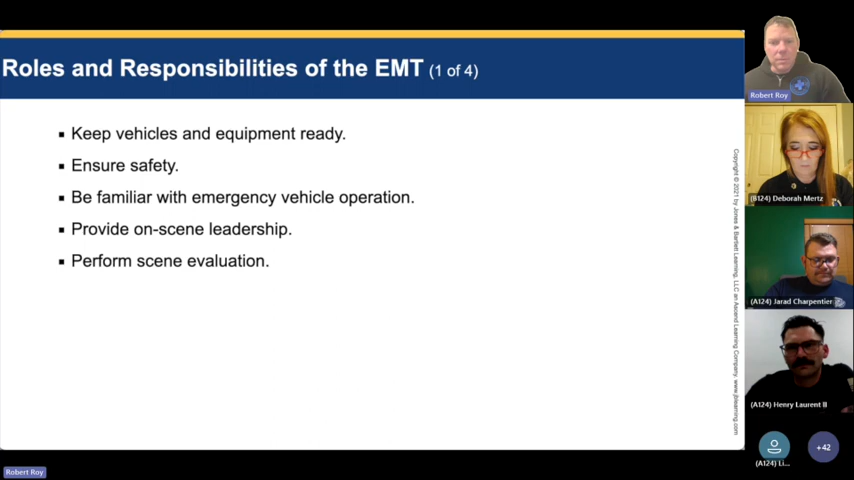 Roles and Responsibilities of the EMT (1 of 4)
▪ Keep vehicles and equipment ready.
▪ Ensure safety.
▪ Be familiar with emergency vehicle operation.
▪ Provide on-scene leadership.
▪ Perform scene evaluation.
Copyright © 2021 by Jones & Bartlett Learning, LLC an Ascend Learning Company. www.jblearning.com
Robert Roy
(B124) Deborah Mertz
(A124) Jarad Charpentier
(A124) Henry Laurent II
(A124) Li...
+42
Robert Roy